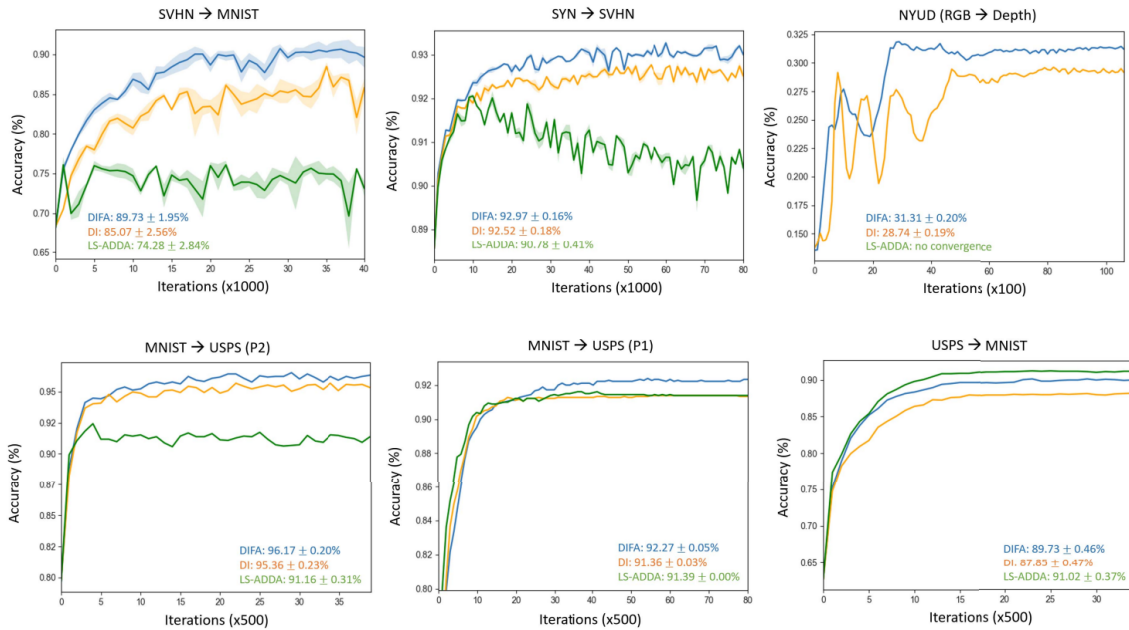 SVHN → MNIST
Accuracy (%)
0.90
0.85
0.80
0.75
0.70
0.65
DIFA: 89.73 ± 1.95%
DI: 85.07 ± 2.56%
LS-ADDA: 74.28 ± 2.84%
0 5 10 15 20 25 30 35 40
Iterations (x1000)
SYN → SVHN
Accuracy (%)
0.93
0.92
0.91
0.90
0.89
DIFA: 92.97 ± 0.16%
DI: 92.52 ± 0.18%
LS-ADDA: 90.78 ± 0.41%
0 10 20 30 40 50 60 70 80
Iterations (x1000)
NYUD (RGB → Depth)
Accuracy (%)
0.325
0.300
0.275
0.250
0.225
0.200
0.175
0.150
DIFA: 31.31 ± 0.20%
DI: 28.74 ± 0.19%
LS-ADDA: no convergence
0 20 40 60 80 100
Iterations (x100)
MNIST → USPS (P2)
Accuracy (%)
0.95
0.92
0.90
0.87
0.85
0.82
0.80
DIFA: 96.17 ± 0.20%
DI: 95.36 ± 0.23%
LS-ADDA: 91.16 ± 0.31%
0 5 10 15 20 25 30 35
Iterations (x500)
MNIST → USPS (P1)
Accuracy (%)
0.92
0.90
0.88
0.86
0.84
0.82
0.80
DIFA: 92.27 ± 0.05%
DI: 91.36 ± 0.03%
LS-ADDA: 91.39 ± 0.00%
0 10 20 30 40 50 60 70 80
Iterations (x500)
USPS → MNIST
Accuracy (%)
0.90
0.85
0.80
0.75
0.70
0.65
DIFA: 89.73 ± 0.46%
DI: 87.85 ± 0.47%
LS-ADDA: 91.02 ± 0.37%
0 5 10 15 20 25 30
Iterations (x500)